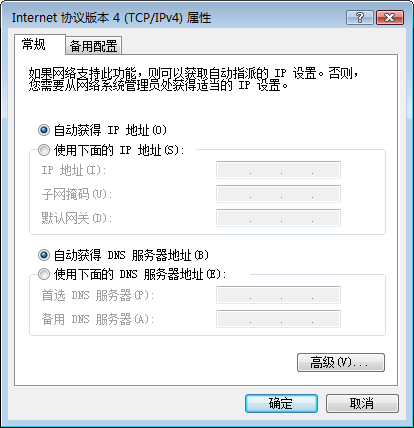 Internet 协议版本 4 (TCP/IPv4) 属性
常规
备用配置
如果网络支持此功能，则可以获取自动指派的 IP 设置。否则，
您需要从网络系统管理员处获得适当的 IP 设置。
自动获得 IP 地址(O)
使用下面的 IP 地址(S):
IP 地址(I):
子网掩码(U):
默认网关(D):
自动获得 DNS 服务器地址(B)
使用下面的 DNS 服务器地址(E):
首选 DNS 服务器(P):
备用 DNS 服务器(A):
高级(V)...
确定
取消